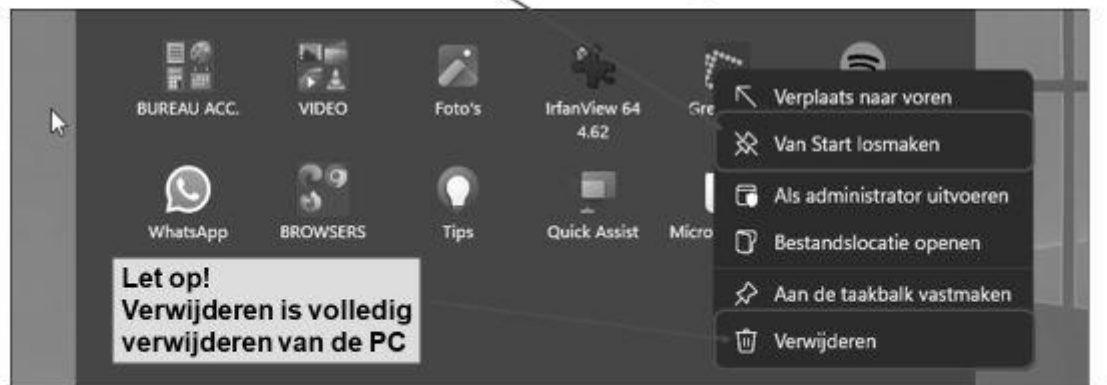 BUREAU ACC.
VIDEO
Foto's
IrfanView 64
4.62
Gre
WhatsApp
BROWSERS
Tips
Quick Assist
Micro
Verplaats naar voren
Van Start losmaken
Als administrator uitvoeren
Bestandslocatie openen
Aan de taakbalk vastmaken
Verwijderen
Let op!
Verwijderen is volledig
verwijderen van de PC